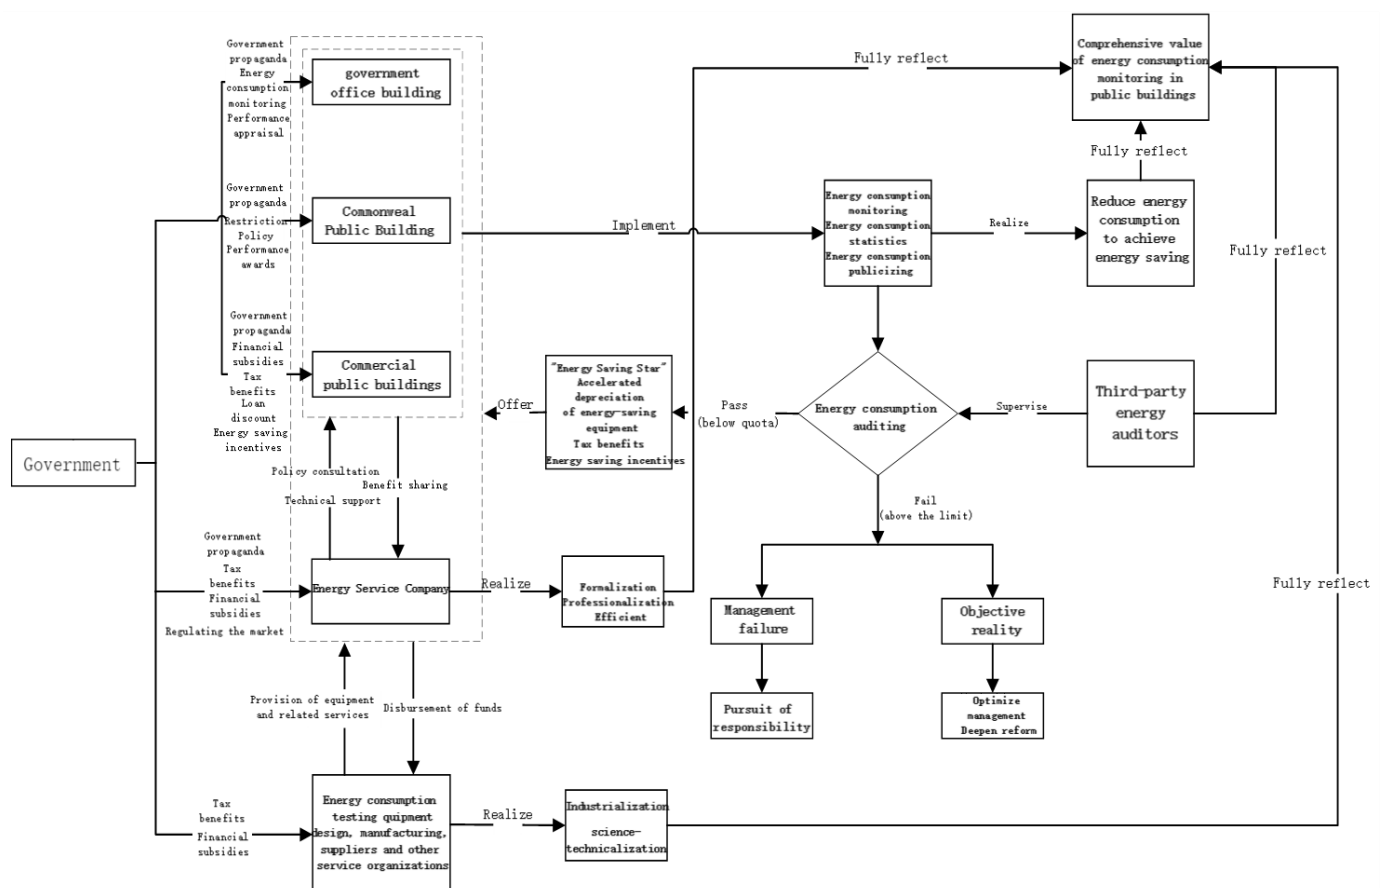 Government
propaganda
Energy
consumption
monitoring
Performance
appraisal
government
office building
Government
propaganda
Restriction
Policy
Performance
awards
Commonweal
Public Building
Government
propaganda
Financial
subsidies
Tax
benefits
Loan
discount
Energy saving
incentives
Commercial
public buildings
Government
Policy consultation
Technical support
Benefit sharing
Government
propaganda
Tax
benefits
Financial
subsidies
Regulating the market
Energy Service Company
Realize
Formalization
Professionalization
Efficient
Provision of equipment
and related services
Disbursement of funds
Tax
benefits
Financial
subsidies
Energy consumption
testing quipment
design, manufacturing,
suppliers and other
service organizations
Realize
Industrialization
science-
technicalization
Implement
Energy consumption
monitoring
Energy consumption
statistics
Energy consumption
publicizing
Realize
Reduce energy
consumption
to achieve
energy saving
Fully reflect
Fully reflect
Comprehensive value
of energy consumption
monitoring in
public buildings
Fully reflect
Fully reflect
Offer
"Energy Saving Star"
Accelerated
depreciation
of energy-saving
equipment
Tax benefits
Energy saving incentives
Pass
(below quota)
Energy consumption
auditing
Supervise
Third-party
energy
auditors
Fail
(above the limit)
Management
failure
Objective
reality
Pursuit of
responsibility
Optimize
management
Deepen reform